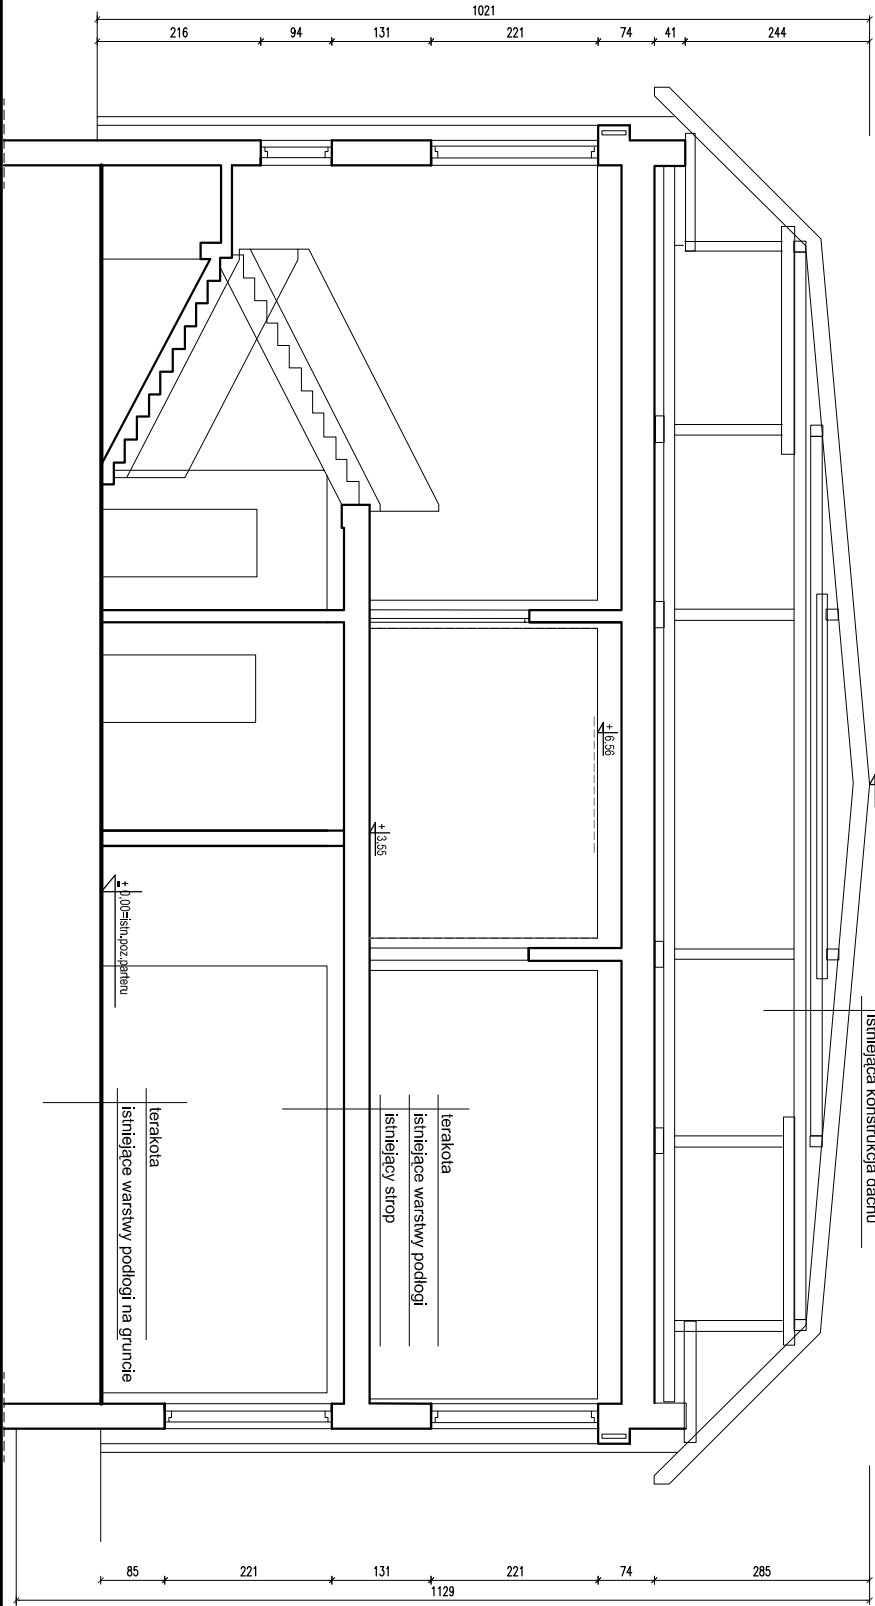 1021
216
94
131
221
74
41
244
+ 6.56
+ 3.55
+ 0,00=istn.poz.parteru
istniejąca konstrukcja dachu
terakota
istniejące warstwy podłogi
istniejący strop
terakota
istniejące warstwy podłogi na gruncie
85
221
131
221
74
285
1129